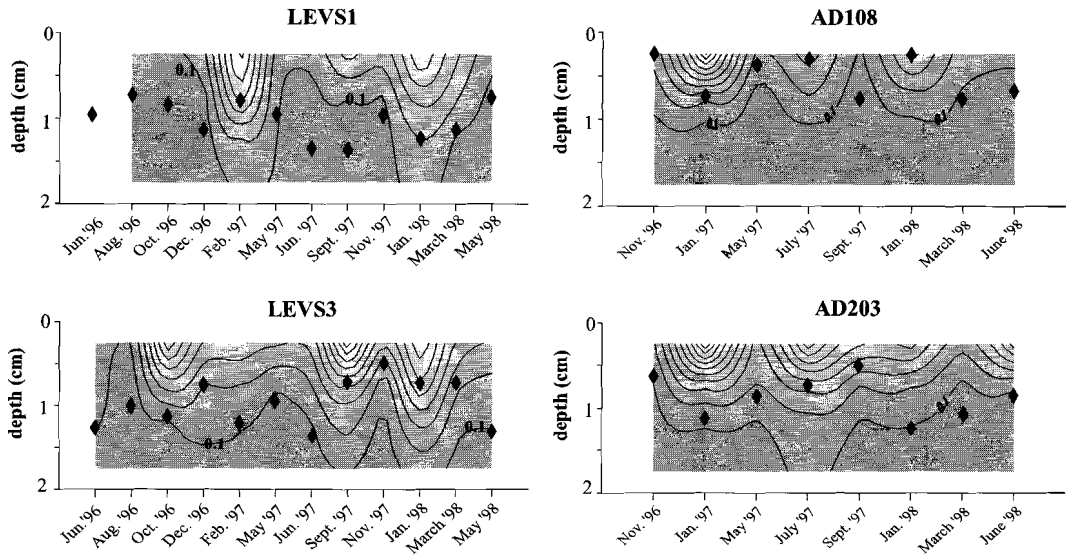 LEVS1
0
1
2
depth (cm)
0.1
0.1
Jun. '96
Aug. '96
Oct. '96
Dec. '96
Feb. '97
May '97
Jun. '97
Sept. '97
Nov. '97
Jan. '98
March '98
May '98
AD108
0
1
2
depth (cm)
0.1
0.1
0.1
Nov. '96
Jan. '97
May '97
July '97
Sept. '97
Jan. '98
March '98
June '98
LEVS3
0
1
2
depth (cm)
0.1
0.1
Jun. '96
Aug. '96
Oct. '96
Dec. '96
Feb. '97
May '97
Jun. '97
Sept. '97
Nov. '97
Jan. '98
March '98
May '98
AD203
0
1
2
depth (cm)
0.1
Nov. '96
Jan. '97
May '97
July '97
Sept. '97
Jan. '98
March '98
June '98